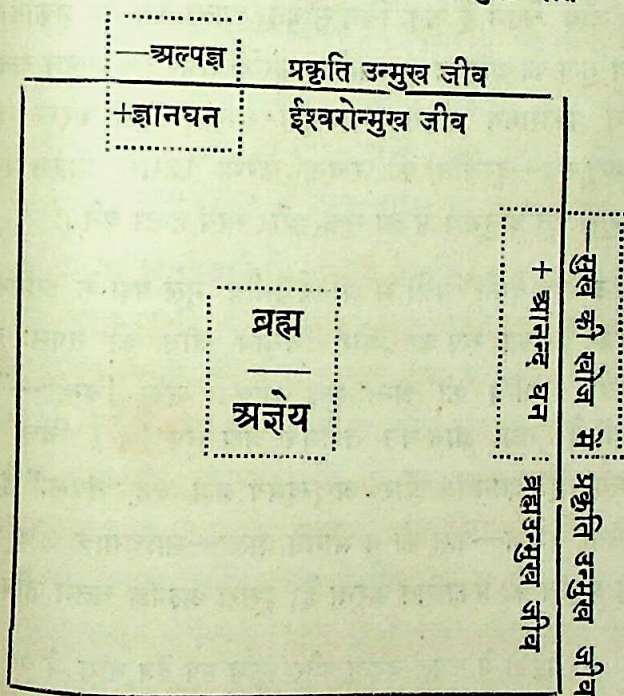 —अल्पज्ञ
प्रकृति उन्मुख जीव
+ज्ञानघन
ईश्वरोन्मुख जीव
ब्रह्म
अज्ञेय
—सुख की खोज में प्रकृति उन्मुख जीव
+ आनन्द घन ब्रह्मउन्मुख जीव